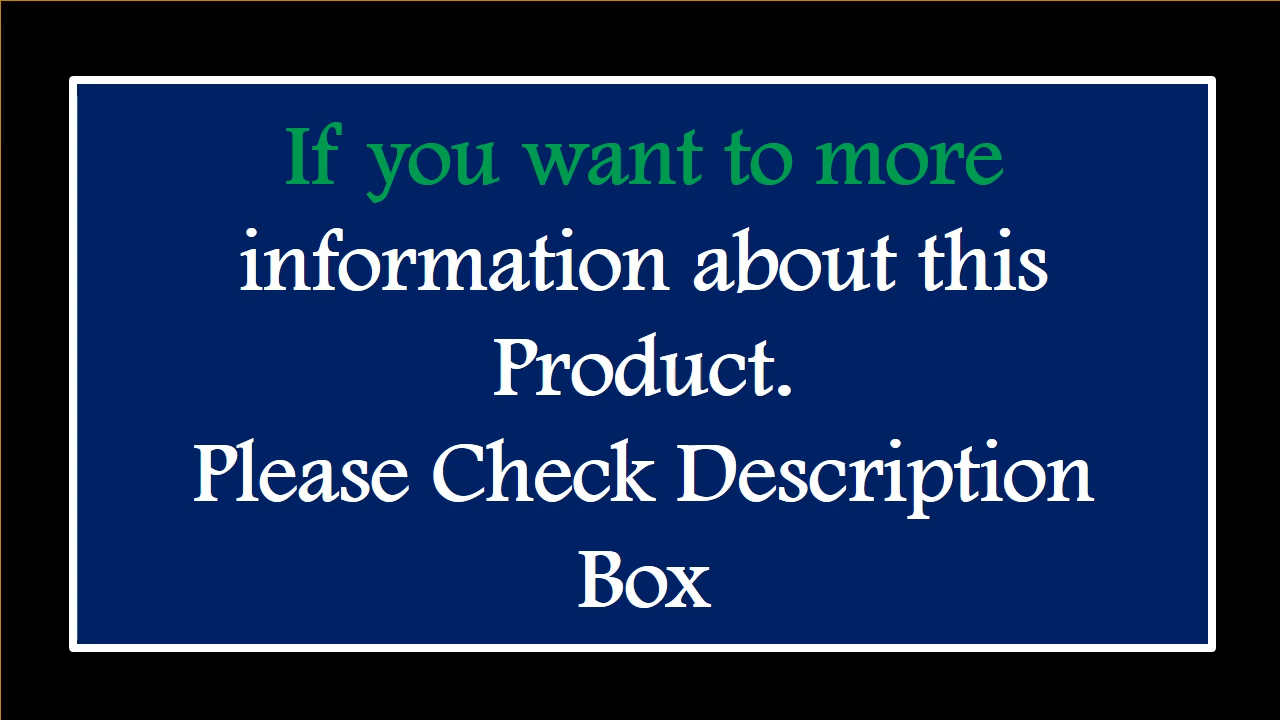 If you want to more
information about this
Product.
Please Check Description
Box